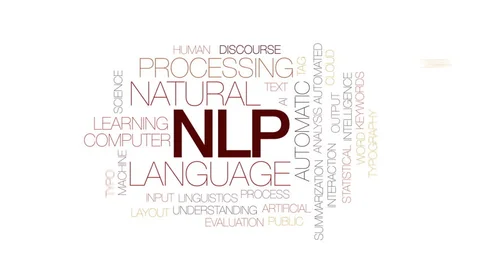 HUMAN DISCOURSE
PROCESSING
TAG
CLOUD
AUTOMATED
SCIENCE
NATURAL
TEXT
AI
AUTOMATIC
ANALYSIS
OUTPUT
INTELLIGENCE
KEYWORDS
LEARNING
COMPUTER
NLP
TYPO
MACHINE
LANGUAGE
SUMMARIZATION
INTERACTION
STATISTICAL
WORD
TYPOGRAPHY
INPUT LINGUISTICS PROCESS
LAYOUT UNDERSTANDING ARTIFICIAL
EVALUATION PUBLIC